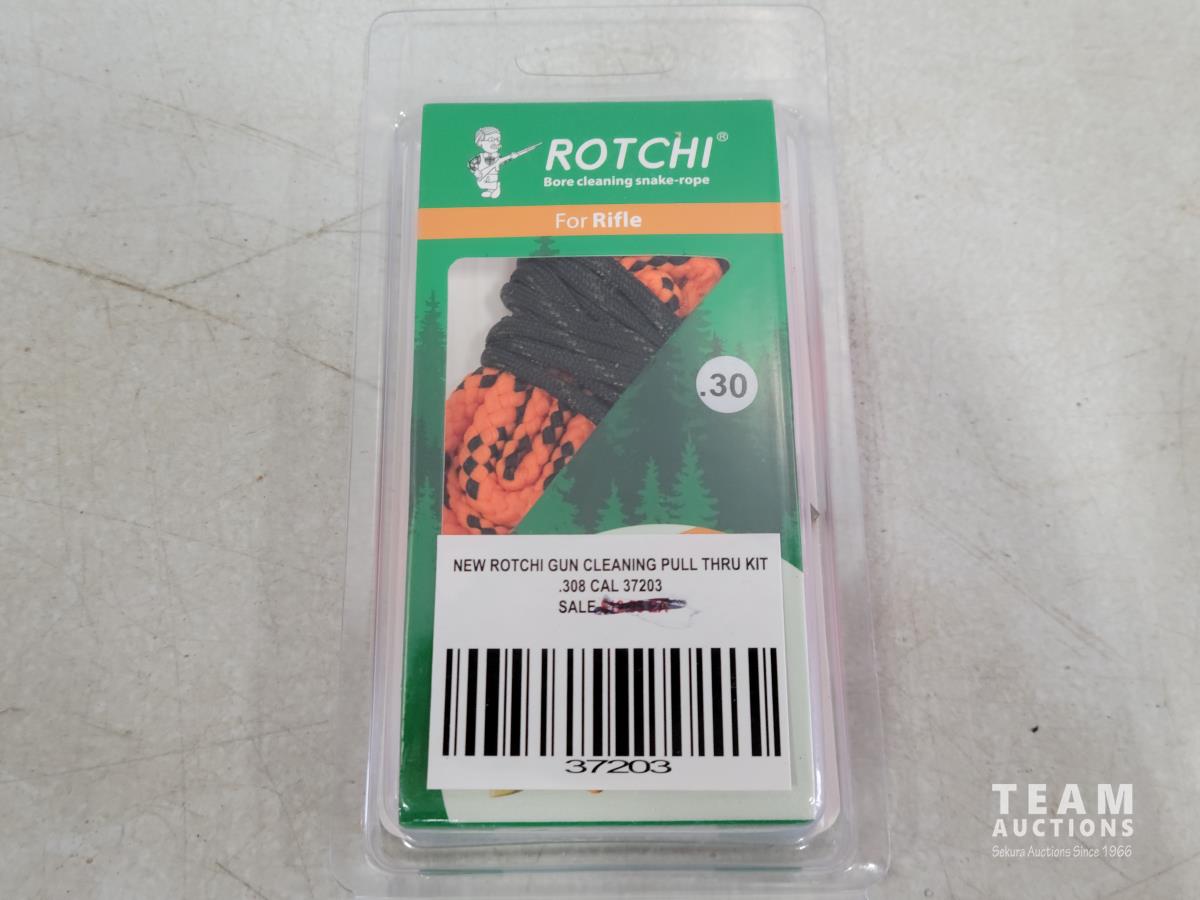 ROTCHI®
Bore cleaning snake-rope
For Rifle
.30
NEW ROTCHI GUN CLEANING PULL THRU KIT
.308 CAL 37203
SALE
37203
TEAM
AUCTIONS
Sekura Auctions Since 1966